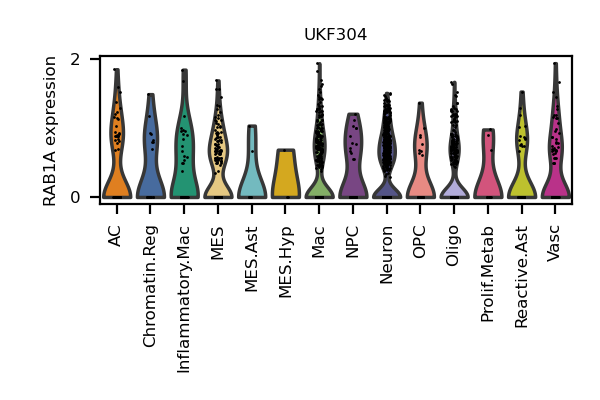 UKF304
RAB1A expression
2
0
AC
Chromatin.Reg
Inflammatory.Mac
MES
MES.Ast
MES.Hyp
Mac
NPC
Neuron
OPC
Oligo
Prolif.Metab
Reactive.Ast
Vasc